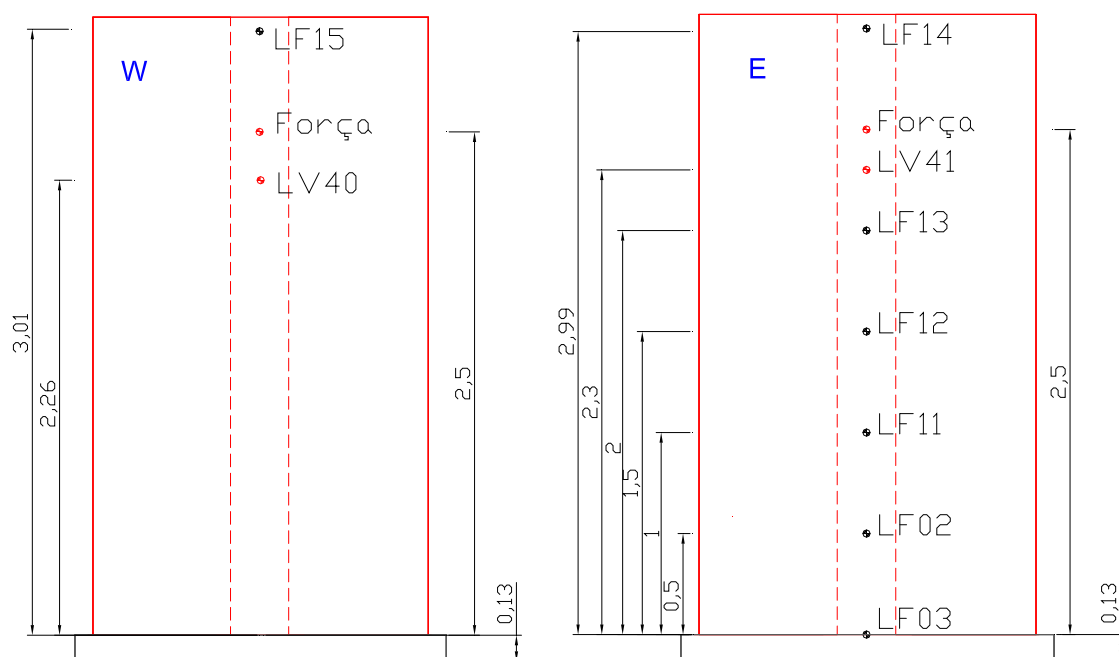 W
LF15
Força
LV40
3,01
2,26
2,5
0,13
E
LF14
Força
LV41
LF13
LF12
LF11
LF02
LF03
2,99
2,3
2
1,5
1
0,5
2,5
0,13